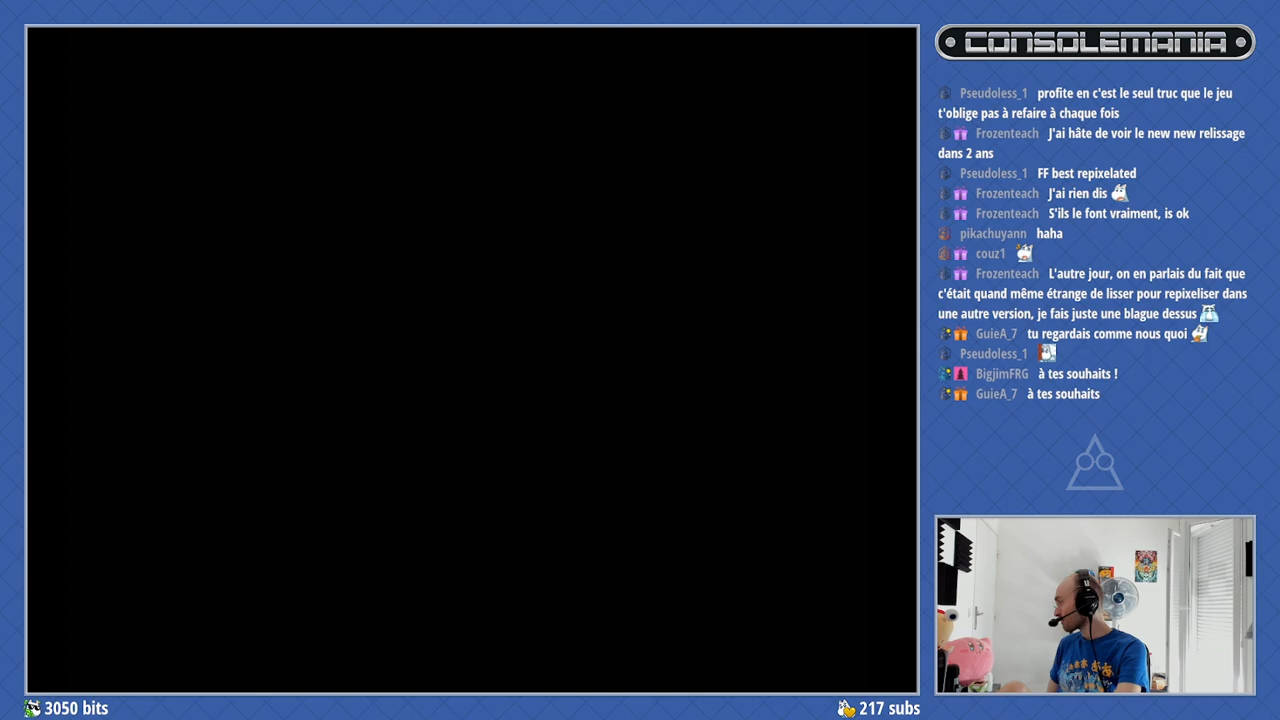 CONSOLEMANIA
Pseudoless_1 profite en c'est le seul truc que le jeu
t'oblige pas à refaire à chaque fois
Frozenteach J'ai hâte de voir le new new relissage
dans 2 ans
Pseudoless_1 FF best repixelated
Frozenteach J'ai rien dis
Frozenteach S'ils le font vraiment, is ok
pikachuyann haha
couz1
Frozenteach L'autre jour, on en parlais du fait que
c'était quand même étrange de lisser pour repixeliser dans
une autre version, je fais juste une blague dessus
GuieA_7 tu regardais comme nous quoi
Pseudoless_1
BigjimFRG à tes souhaits !
GuieA_7 à tes souhaits
3050 bits
217 subs